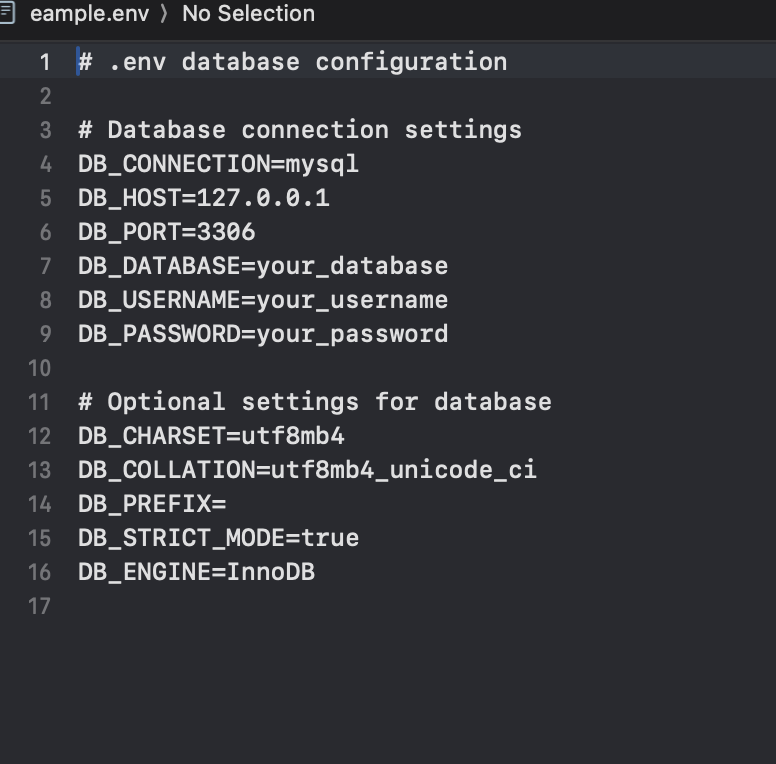 eample.env 〉 No Selection
1 # .env database configuration
2
3 # Database connection settings
4 DB_CONNECTION=mysql
5 DB_HOST=127.0.0.1
6 DB_PORT=3306
7 DB_DATABASE=your_database
8 DB_USERNAME=your_username
9 DB_PASSWORD=your_password
10
11 # Optional settings for database
12 DB_CHARSET=utf8mb4
13 DB_COLLATION=utf8mb4_unicode_ci
14 DB_PREFIX=
15 DB_STRICT_MODE=true
16 DB_ENGINE=InnoDB
17